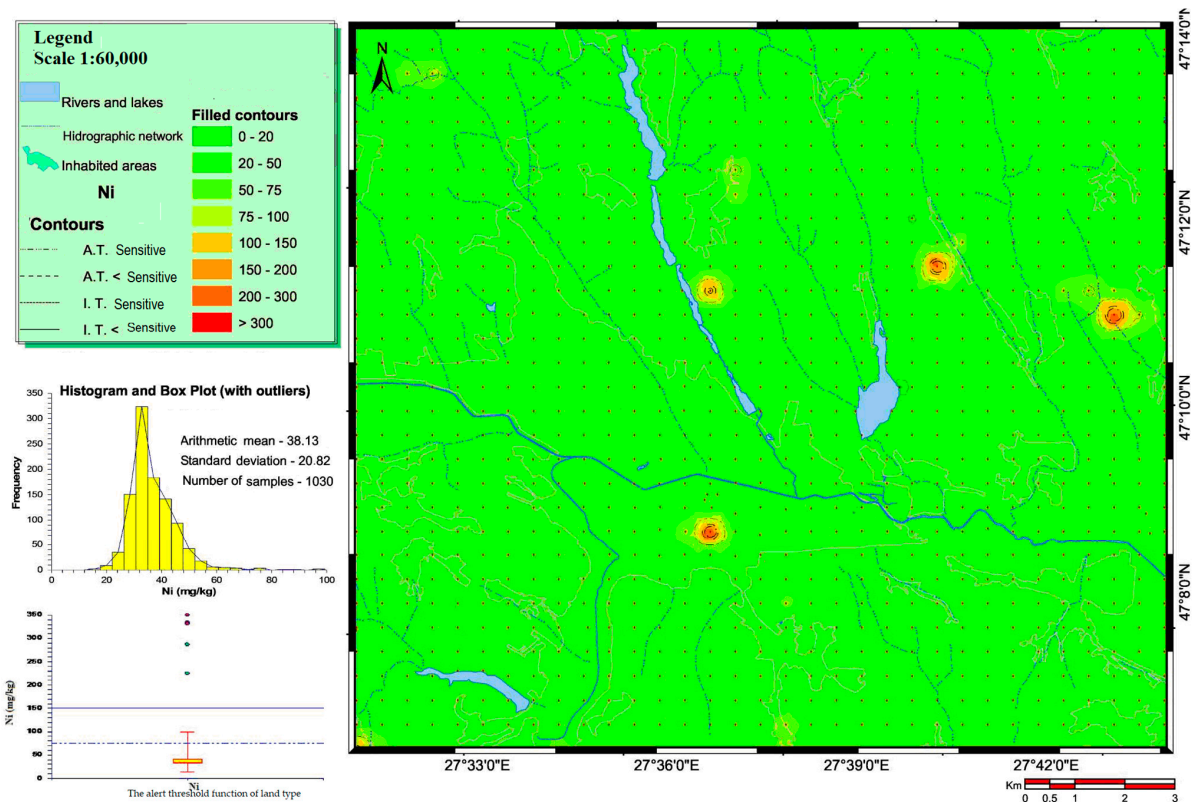 Legend
Scale 1:60,000
Rivers and lakes
Hidrographic network
Inhabited areas
Ni
Contours
A.T. Sensitive
A.T. < Sensitive
I. T. Sensitive
I. T. < Sensitive
Filled contours
0 - 20
20 - 50
50 - 75
75 - 100
100 - 150
150 - 200
200 - 300
> 300
Histogram and Box Plot (with outliers)
Arithmetic mean - 38.13
Standard deviation - 20.82
Number of samples - 1030
Frequency
350
300
250
200
150
100
50
0
0 20 40 60 80 100
Ni (mg/kg)
Ni (mg/kg)
350
300
250
200
150
100
50
0
Ni
The alert threshold function of land type
N
47°14'0"N
47°12'0"N
47°10'0"N
47°8'0"N
27°33'0"E 27°36'0"E 27°39'0"E 27°42'0"E
Km
0 0.5 1 2 3